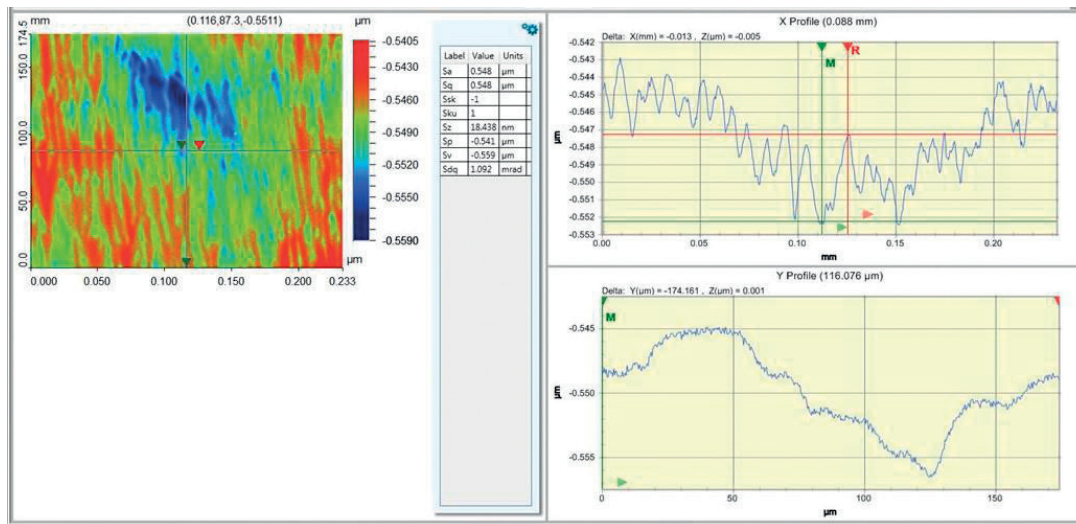 mm (0.116,87.3,-0.5511) µm
174.5
150.0
100.0
50.0
0.0
0.000 0.050 0.100 0.150 0.233
-0.5405
-0.5430
-0.5460
-0.5490
-0.5520
-0.5550
-0.5590
µm
Label Value Units
Sa 0.548 µm
Sq 0.548 µm
Ssk -1
Sku 1
Sz 18.438 nm
Sp -0.541 µm
Sv -0.559 µm
Sdq 1.092 mrad
X Profile (0.088 mm)
Delta: X(mm) = -0.013 , Z(µm) = -0.005
-0.542
-0.543
-0.544
-0.545
-0.547
-0.548
-0.549
-0.550
-0.552
-0.553
µm
M
R
0.00 0.05 0.10 0.15 0.20
mm
Y Profile (116.076 µm)
Delta: Y(µm) = -174.161 , Z(µm) = 0.001
M
-0.545
-0.550
-0.555
µm
0 50 100 150
µm